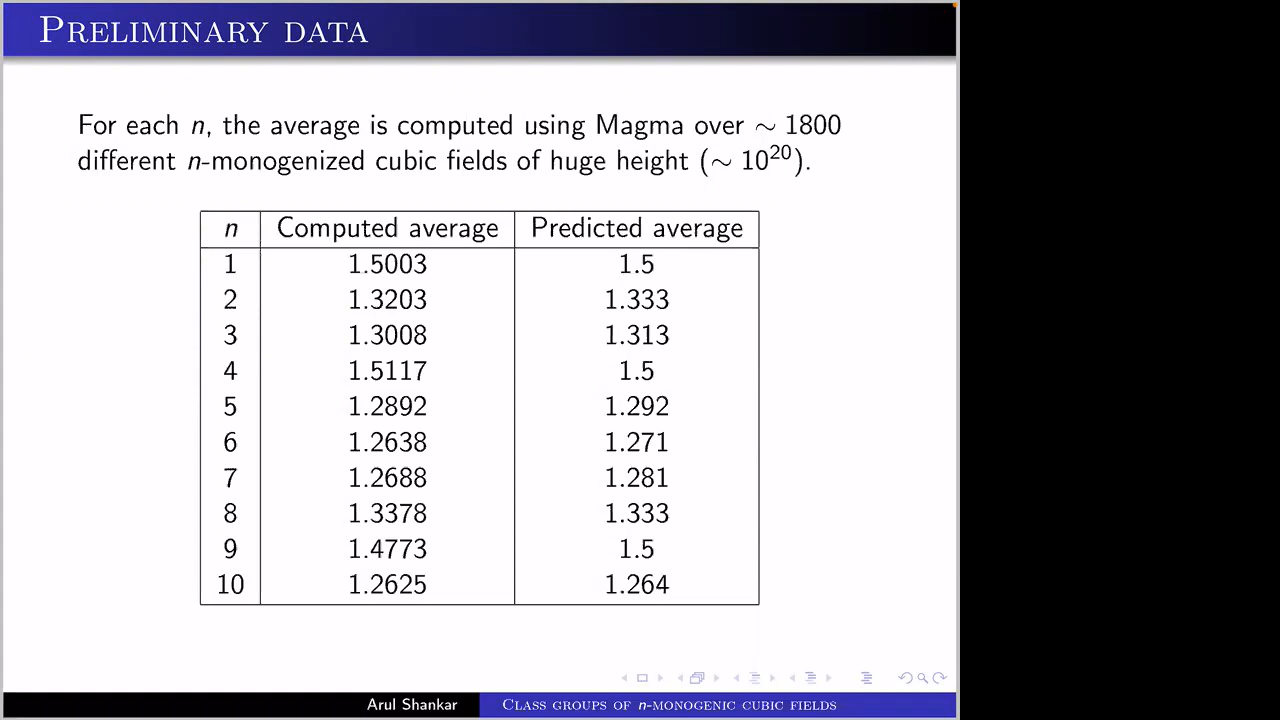 PRELIMINARY DATA
For each n, the average is computed using Magma over ∼ 1800
different n-monogenized cubic fields of huge height (∼ 10²⁰).
n Computed average Predicted average
1 1.5003 1.5
2 1.3203 1.333
3 1.3008 1.313
4 1.5117 1.5
5 1.2892 1.292
6 1.2638 1.271
7 1.2688 1.281
8 1.3378 1.333
9 1.4773 1.5
10 1.2625 1.264
Arul Shankar CLASS GROUPS OF n-MONOGENIC CUBIC FIELDS